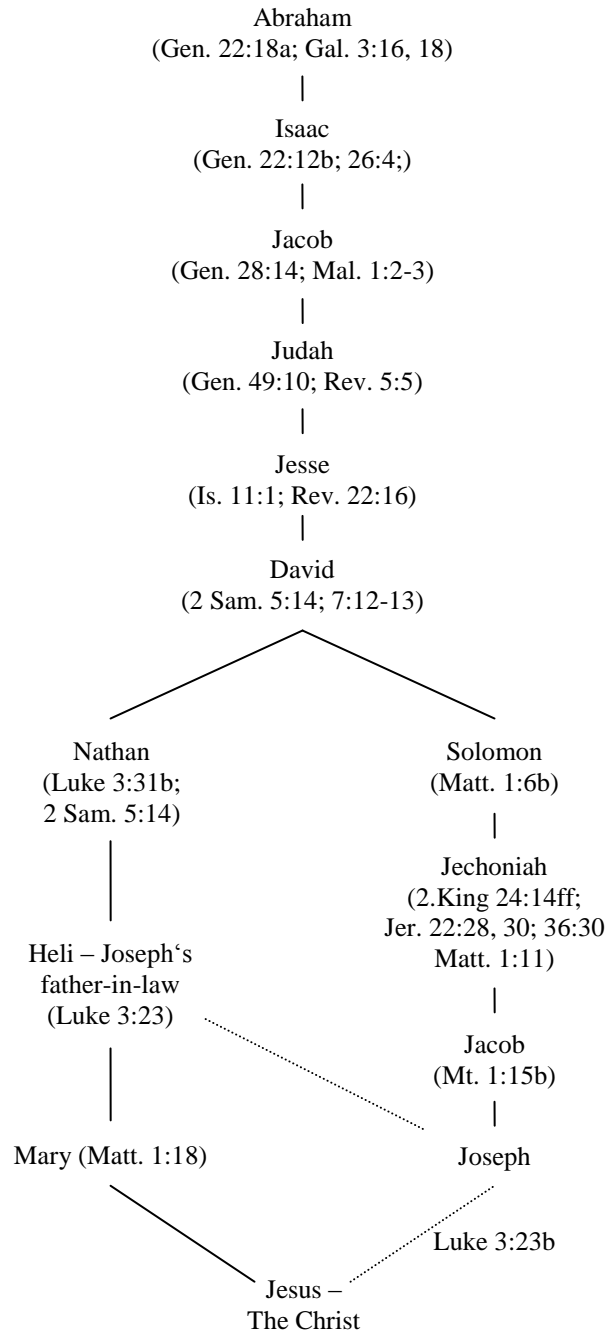 Abraham
(Gen. 22:18a; Gal. 3:16, 18)
Isaac
(Gen. 22:12b; 26:4;)
Jacob
(Gen. 28:14; Mal. 1:2-3)
Judah
(Gen. 49:10; Rev. 5:5)
Jesse
(Is. 11:1; Rev. 22:16)
David
(2 Sam. 5:14; 7:12-13)
Nathan
(Luke 3:31b;
2 Sam. 5:14)
Solomon
(Matt. 1:6b)
Jechoniah
(2.King 24:14ff;
Jer. 22:28, 30; 36:30
Matt. 1:11)
Heli – Joseph‘s
father-in-law
(Luke 3:23)
Jacob
(Mt. 1:15b)
Mary (Matt. 1:18)
Joseph
Luke 3:23b
Jesus –
The Christ